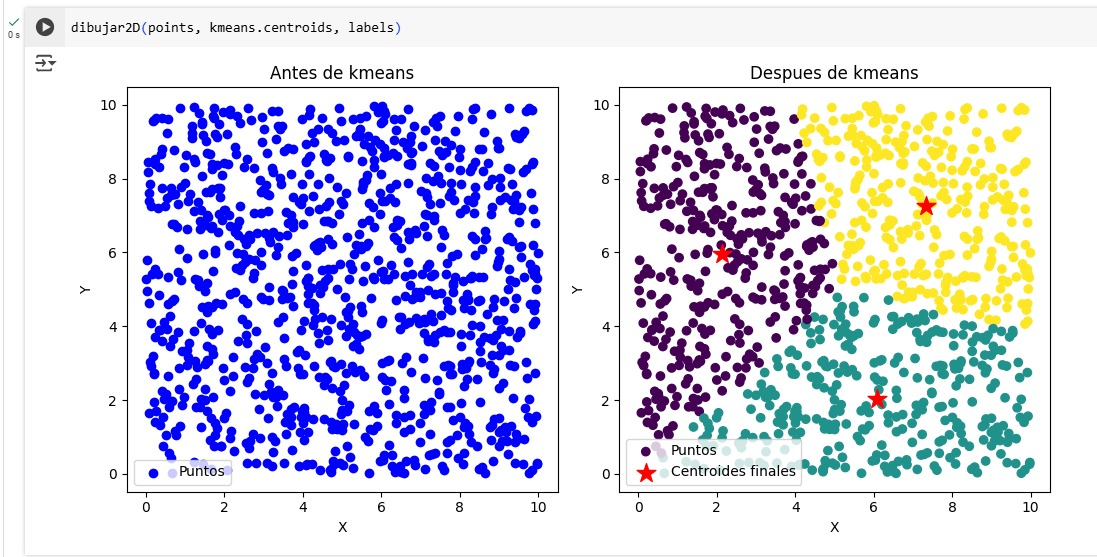 dibujar2D(points, kmeans.centroids, labels)
0 s
Antes de kmeans
Y
10
8
6
4
2
0
Puntos
0 2 4 6 8 10
X
Despues de kmeans
Y
10
8
6
4
2
0
Puntos
Centroides finales
0 2 4 6 8 10
X